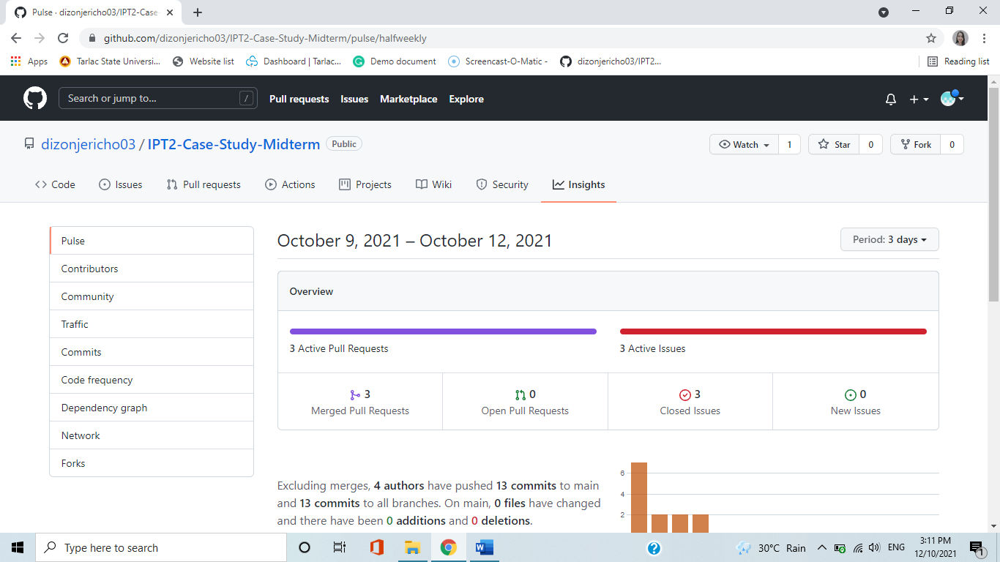 Pulse · dizonjericho03/IPT2-Case-
github.com/dizonjericho03/IPT2-Case-Study-Midterm/pulse/halfweekly
Apps Tarlac State Universi... Website list Dashboard | Tarlac... Demo document Screencast-O-Matic - dizonjericho03/IPT2... Reading list
Search or jump to... / Pull requests Issues Marketplace Explore
dizonjericho03 / IPT2-Case-Study-Midterm Public Watch 1 Star 0 Fork 0
Code Issues Pull requests Actions Projects Wiki Security Insights
Pulse
Contributors
Community
Traffic
Commits
Code frequency
Dependency graph
Network
Forks
October 9, 2021 – October 12, 2021 Period: 3 days
Overview
3 Active Pull Requests 3 Active Issues
3 0 3 0
Merged Pull Requests Open Pull Requests Closed Issues New Issues
Excluding merges, 4 authors have pushed 13 commits to main
and 13 commits to all branches. On main, 0 files have changed
and there have been 0 additions and 0 deletions.
6
4
2
Type here to search 30°C Rain ENG 3:11 PM
12/10/2021
1